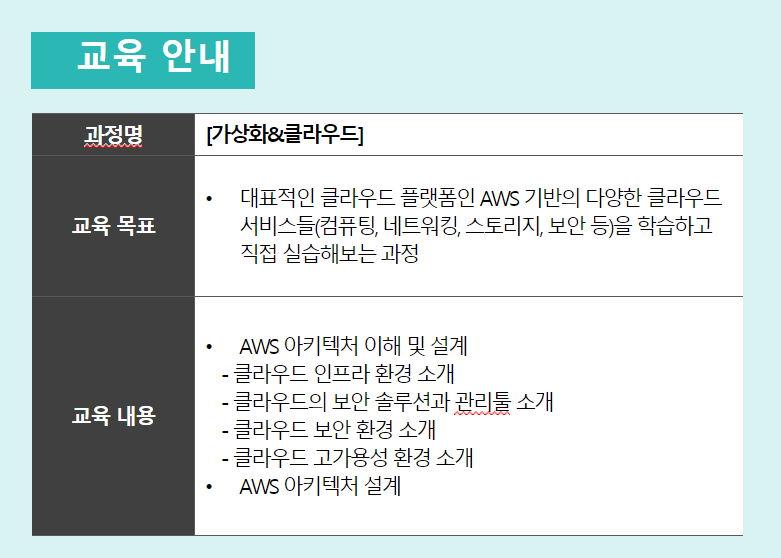 교육 안내
과정명
[가상화&클라우드]
교육 목표
• 대표적인 클라우드 플랫폼인 AWS 기반의 다양한 클라우드
서비스들(컴퓨팅, 네트워킹, 스토리지, 보안 등)을 학습하고
직접 실습해보는 과정
교육 내용
• AWS 아키텍처 이해 및 설계
- 클라우드 인프라 환경 소개
- 클라우드의 보안 솔루션과 관리툴 소개
- 클라우드 보안 환경 소개
- 클라우드 고가용성 환경 소개
• AWS 아키텍처 설계